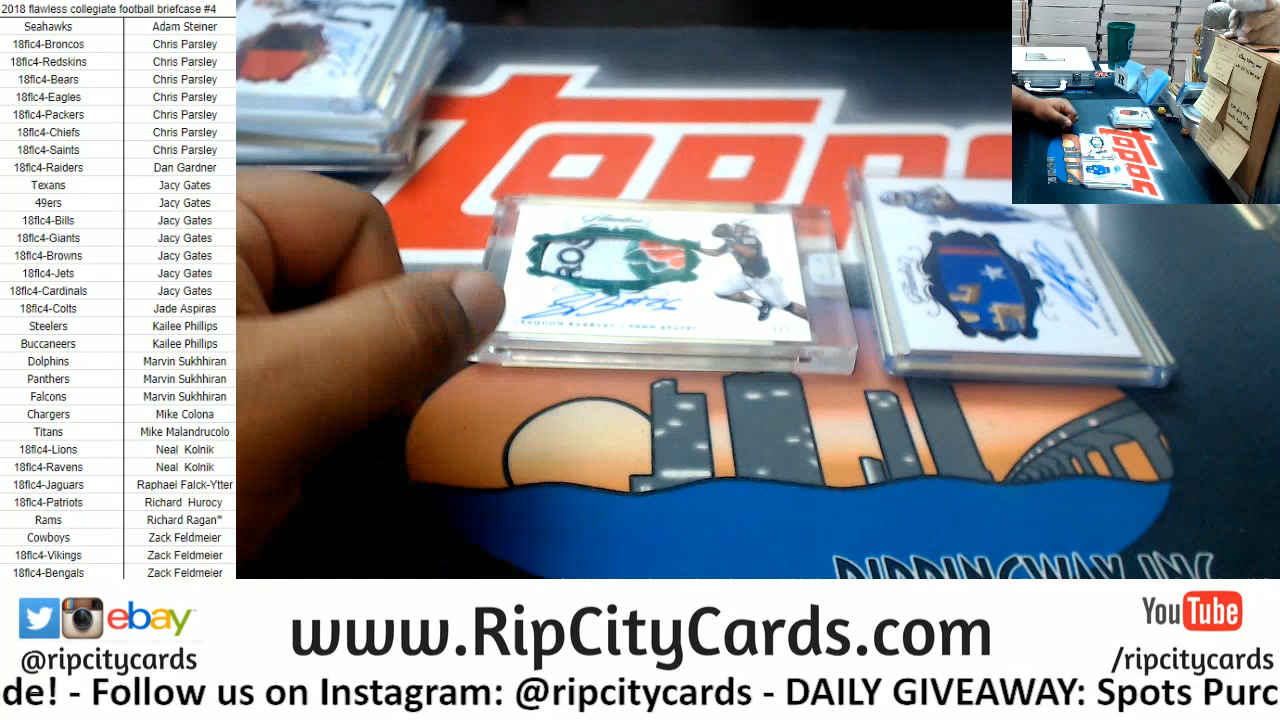 2018 flawless collegiate football briefcase #4
Seahawks Adam Steiner
18flc4-Broncos Chris Parsley
18flc4-Redskins Chris Parsley
18flc4-Bears Chris Parsley
18flc4-Eagles Chris Parsley
18flc4-Packers Chris Parsley
18flc4-Chiefs Chris Parsley
18flc4-Saints Chris Parsley
18flc4-Raiders Dan Gardner
Texans Jacy Gates
49ers Jacy Gates
18flc4-Bills Jacy Gates
18flc4-Giants Jacy Gates
18flc4-Browns Jacy Gates
18flc4-Jets Jacy Gates
18flc4-Cardinals Jacy Gates
18flc4-Colts Jade Aspiras
Steelers Kailee Phillips
Buccaneers Kailee Phillips
Dolphins Marvin Sukhhiran
Panthers Marvin Sukhhiran
Falcons Marvin Sukhhiran
Chargers Mike Colona
Titans Mike Malandrucolo
18flc4-Lions Neal Kolnik
18flc4-Ravens Neal Kolnik
18flc4-Jaguars Raphael Falck-Ytter
18flc4-Patriots Richard Hurocy
Rams Richard Ragan*
Cowboys Zack Feldmeier
18flc4-Vikings Zack Feldmeier
18flc4-Bengals Zack Feldmeier
Topps
Flawless
ROS
SAQUON BARKLEY - PENN STATE
topps
R
ebay
@ripcitycards
www.RipCityCards.com
YouTube
/ripcitycards
de! - Follow us on Instagram: @ripcitycards - DAILY GIVEAWAY: Spots Purc